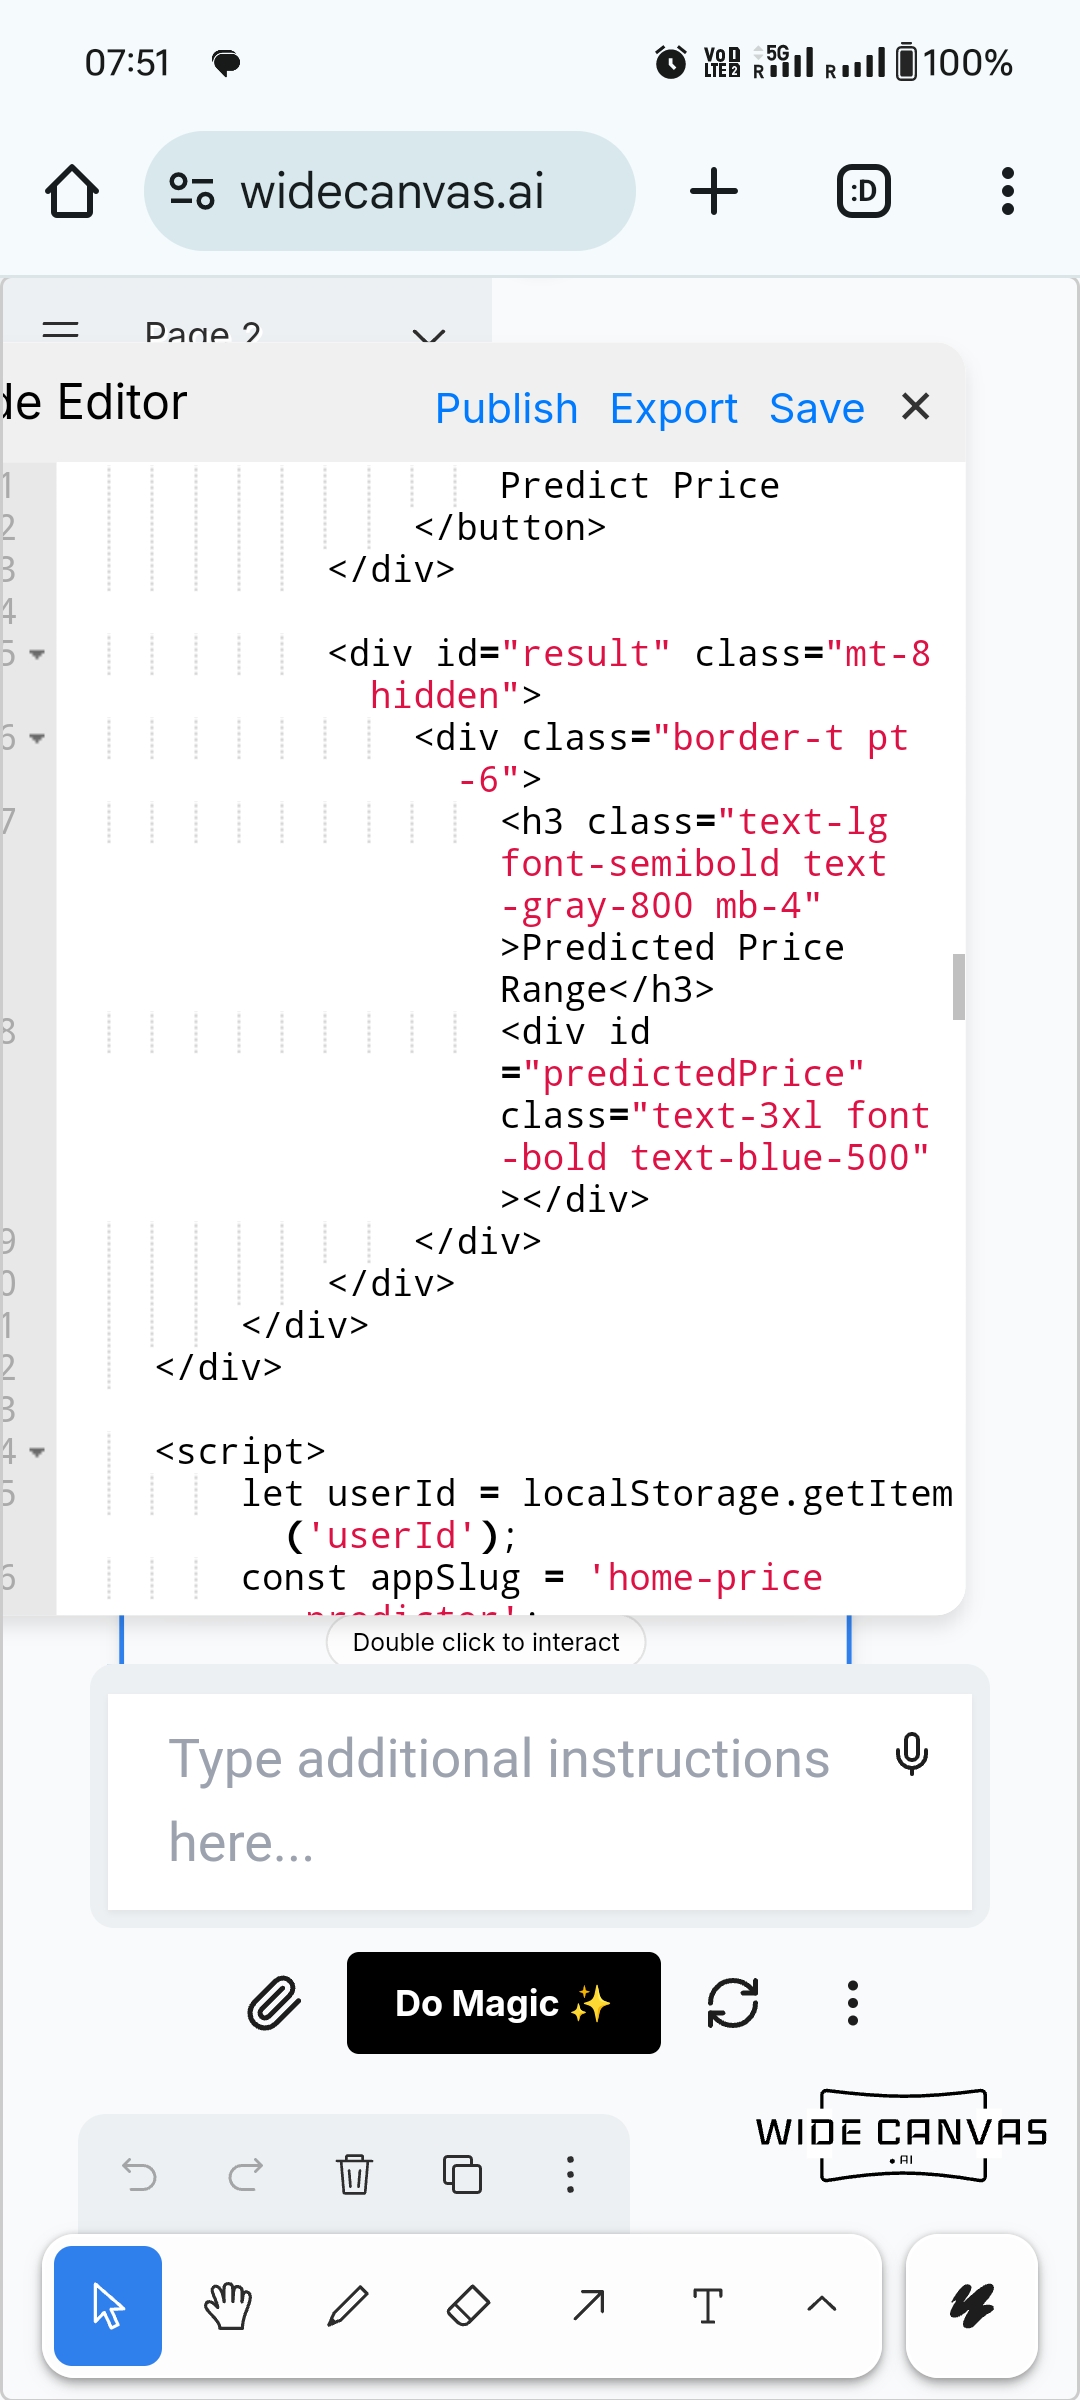 07:51
Vo 1
LTE 2
5G
R
R
100%
widecanvas.ai
:D
Page 2
de Editor
Publish Export Save ✕
1 Predict Price
2 </button>
3 </div>
4
5 <div id="result" class="mt-8
hidden">
6 <div class="border-t pt
-6">
7 <h3 class="text-lg
font-semibold text
-gray-800 mb-4"
>Predicted Price
Range</h3>
8 <div id
="predictedPrice"
class="text-3xl font
-bold text-blue-500"
></div>
9 </div>
0 </div>
1 </div>
2 </div>
3
4 <script>
5 let userId = localStorage.getItem
('userId');
6 const appSlug = 'home-price
predictor';
Double click to interact
Type additional instructions
here...
Do Magic ✨
WIDE CANVAS
.AI